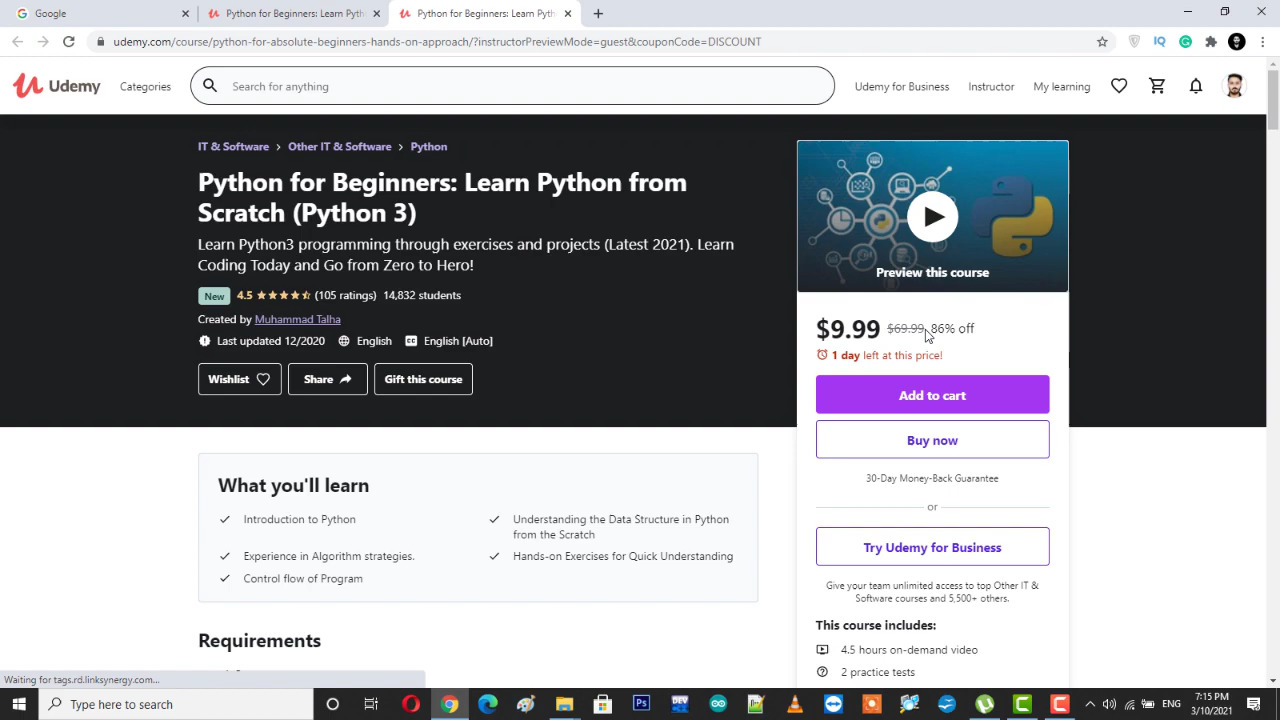 Google
Python for Beginners: Learn Pyth
Python for Beginners: Learn Pyth
udemy.com/course/python-for-absolute-beginners-hands-on-approach/?instructorPreviewMode=guest&couponCode=DISCOUNT
Udemy
Categories
Search for anything
Udemy for Business
Instructor
My learning
IT & Software > Other IT & Software > Python
Python for Beginners: Learn Python from
Scratch (Python 3)
Learn Python3 programming through exercises and projects (Latest 2021). Learn
Coding Today and Go from Zero to Hero!
New 4.5 (105 ratings) 14,832 students
Created by Muhammad Talha
Last updated 12/2020 English English [Auto]
Wishlist Share Gift this course
Preview this course
$9.99 $69.99 86% off
1 day left at this price!
Add to cart
Buy now
30-Day Money-Back Guarantee
or
Try Udemy for Business
Give your team unlimited access to top Other IT &
Software courses and 5,500+ others.
This course includes:
4.5 hours on-demand video
2 practice tests
What you'll learn
Introduction to Python
Understanding the Data Structure in Python
from the Scratch
Experience in Algorithm strategies.
Hands-on Exercises for Quick Understanding
Control flow of Program
Requirements
Waiting for tags.rd.linksynergy.com...
Type here to search
ENG
7:15 PM
3/10/2021